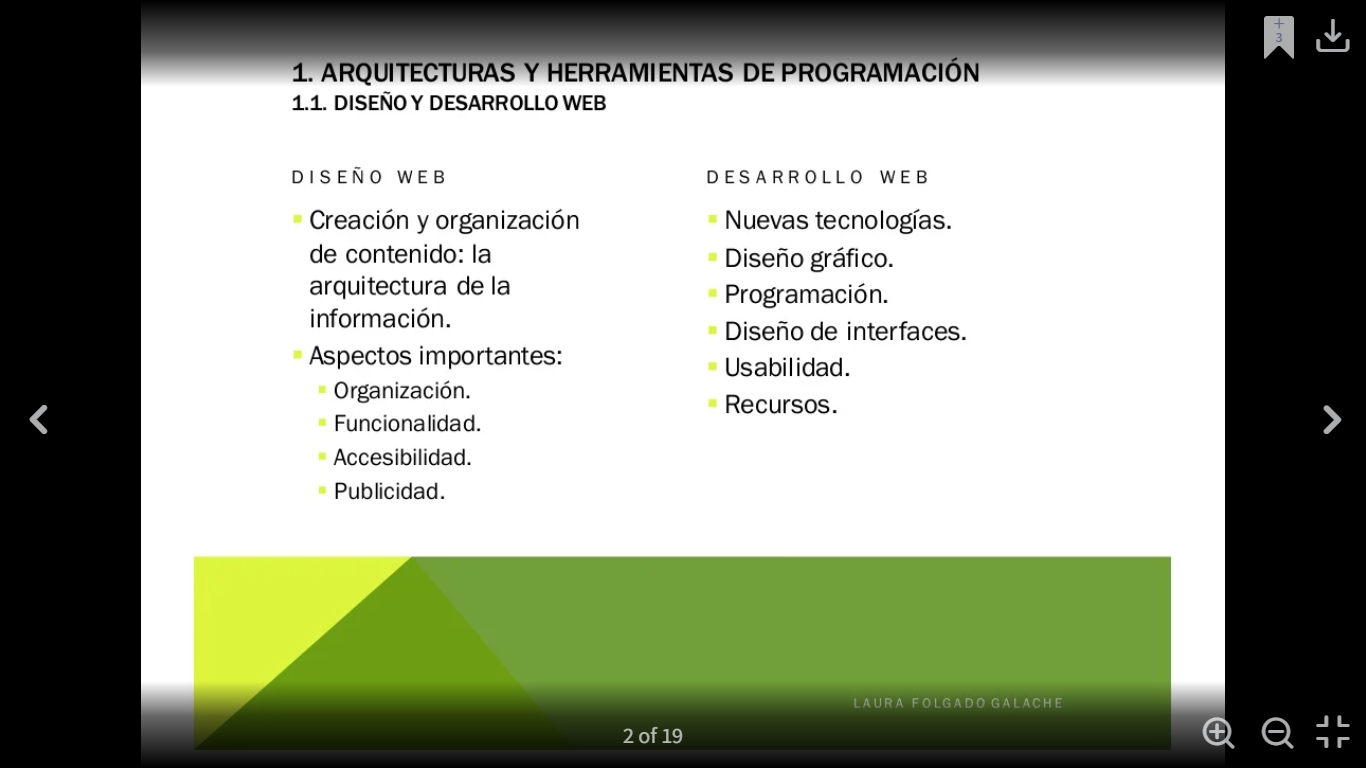 +
3
1. ARQUITECTURAS Y HERRAMIENTAS DE PROGRAMACIÓN
1.1. DISEÑO Y DESARROLLO WEB
DISEÑO WEB
Creación y organización
de contenido: la
arquitectura de la
información.
Aspectos importantes:
Organización.
Funcionalidad.
Accesibilidad.
Publicidad.
DESARROLLO WEB
Nuevas tecnologías.
Diseño gráfico.
Programación.
Diseño de interfaces.
Usabilidad.
Recursos.
LAURA FOLGADO GALACHE
2 of 19